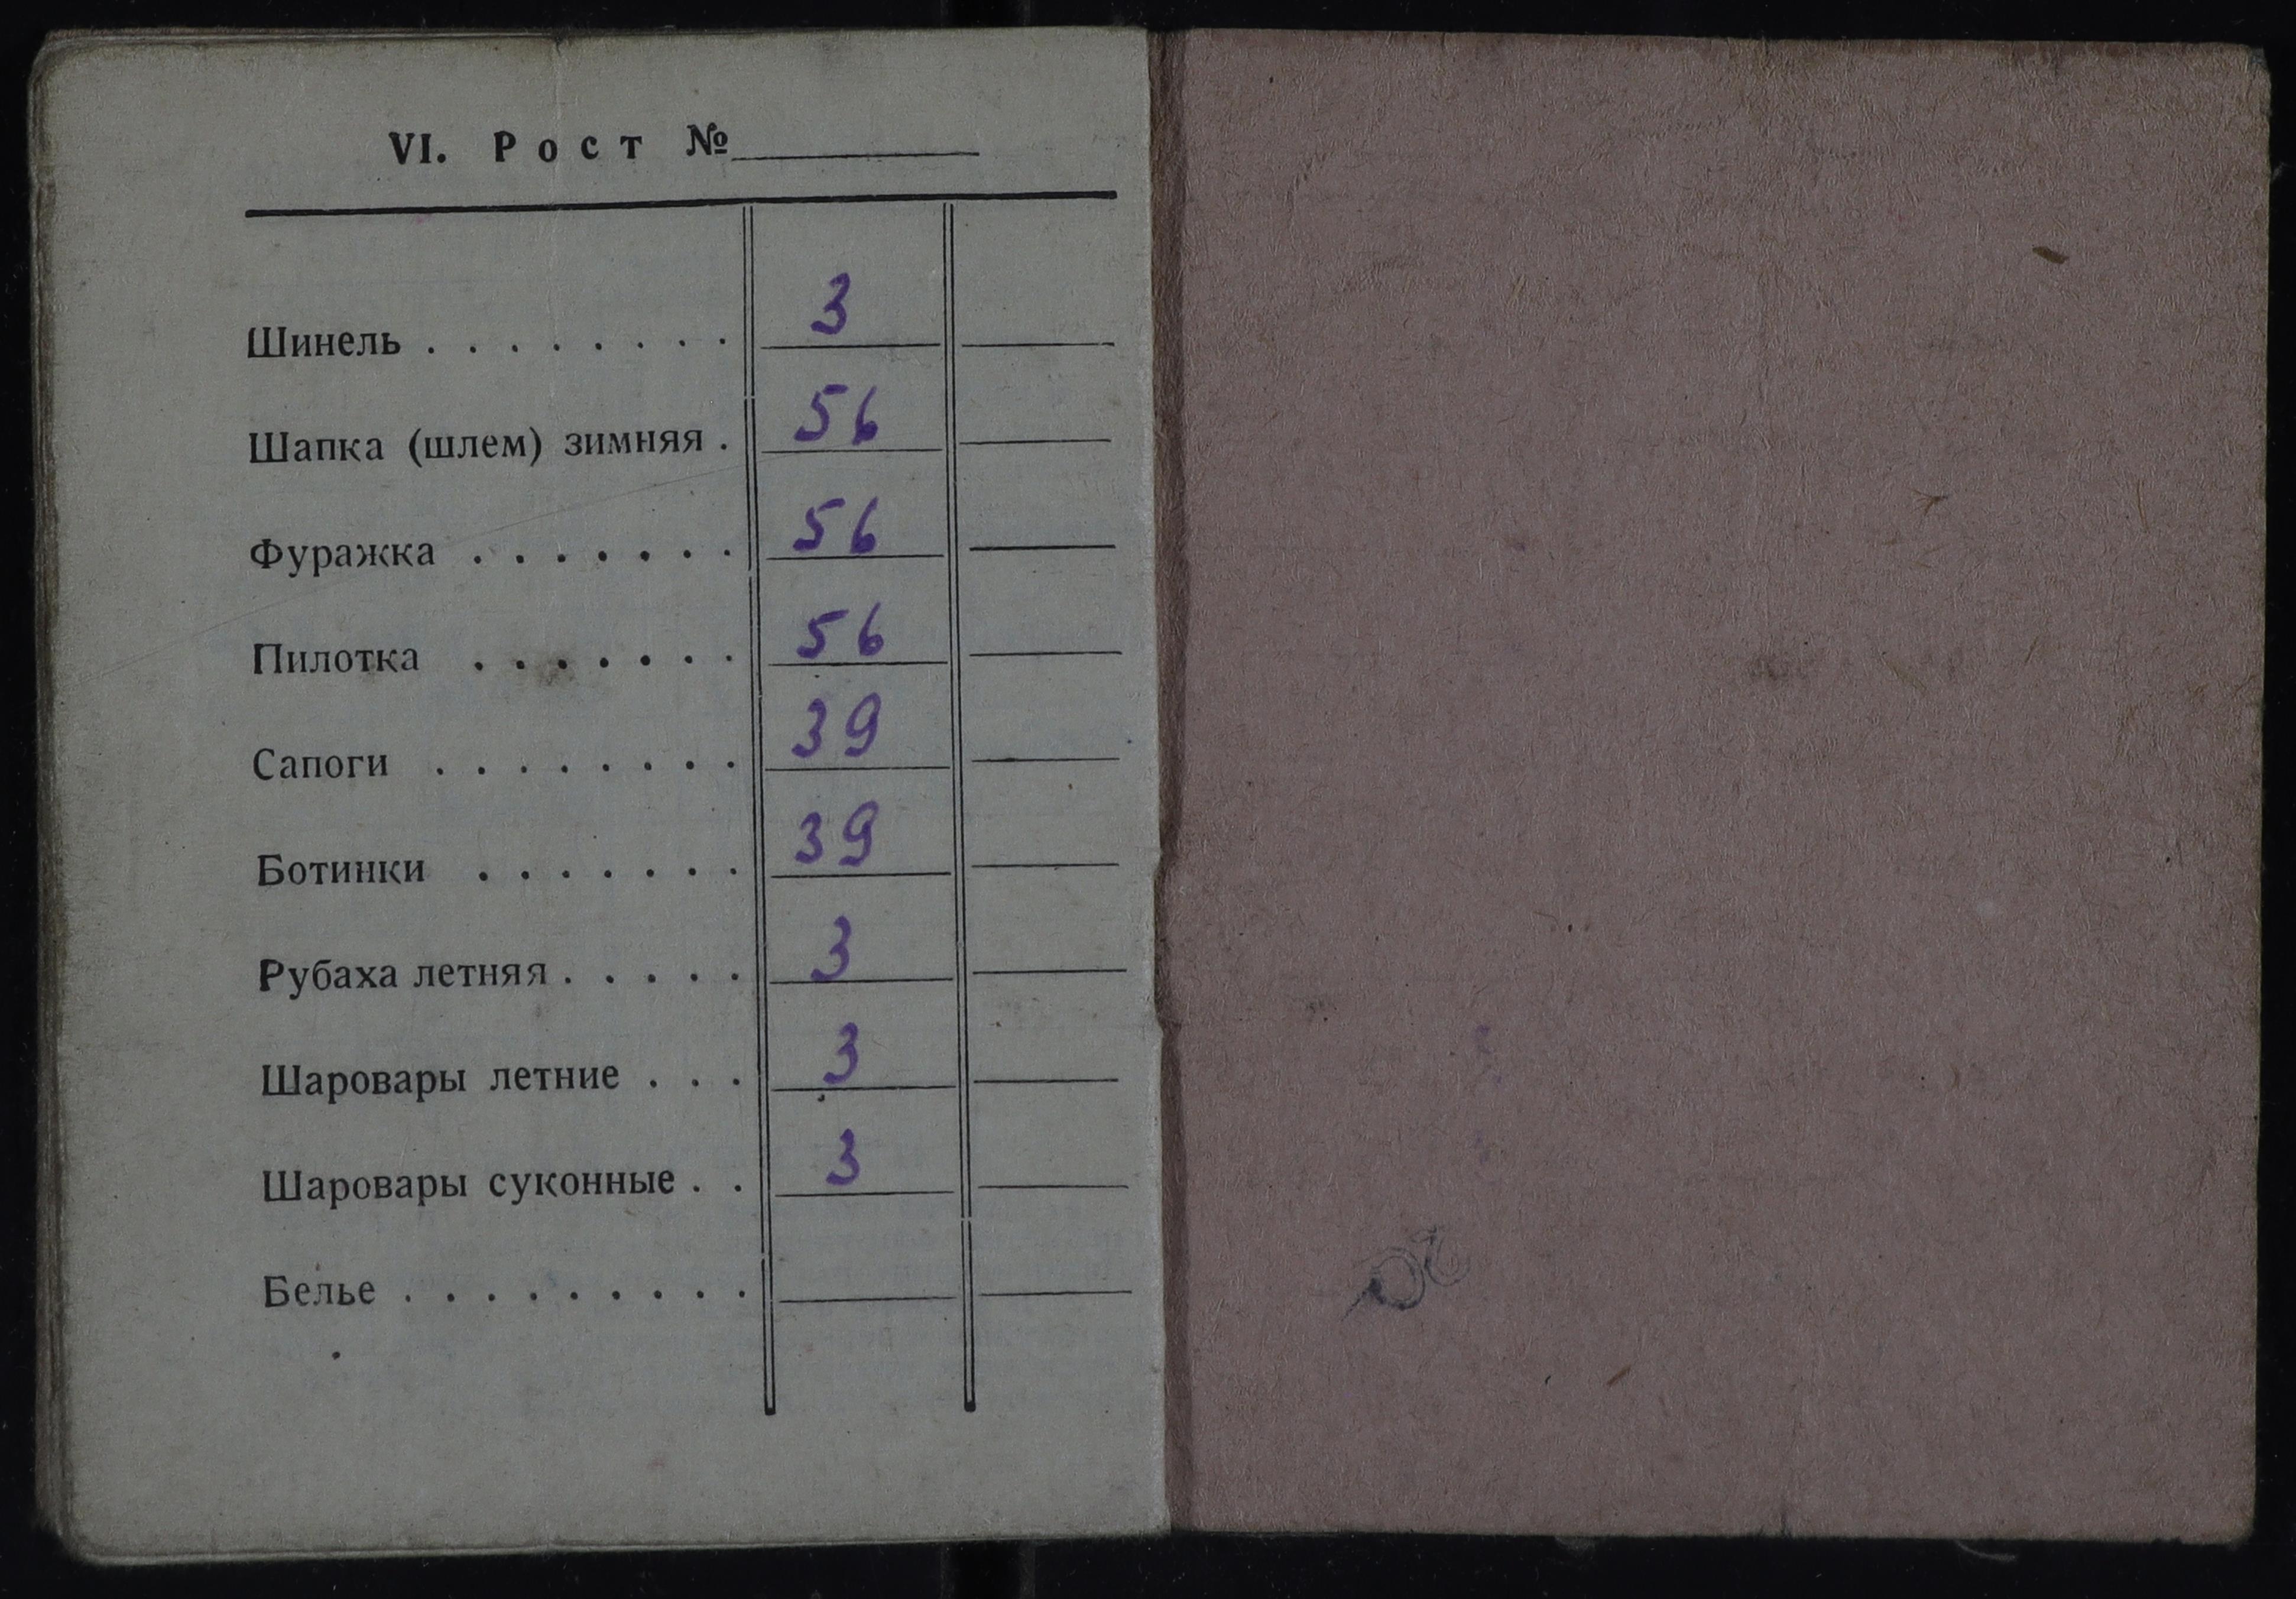 VI. Рост №
Шинель . . . . . . . . 3
Шапка (шлем) зимняя . 56
Фуражка . . . . . . . 56
Пилотка . . . . . . . 56
Сапоги . . . . . . . . 39
Ботинки . . . . . . . 39
Рубаха летняя . . . . . 3
Шаровары летние . . . 3
Шаровары суконные . . 3
Белье . . . . . . . . .